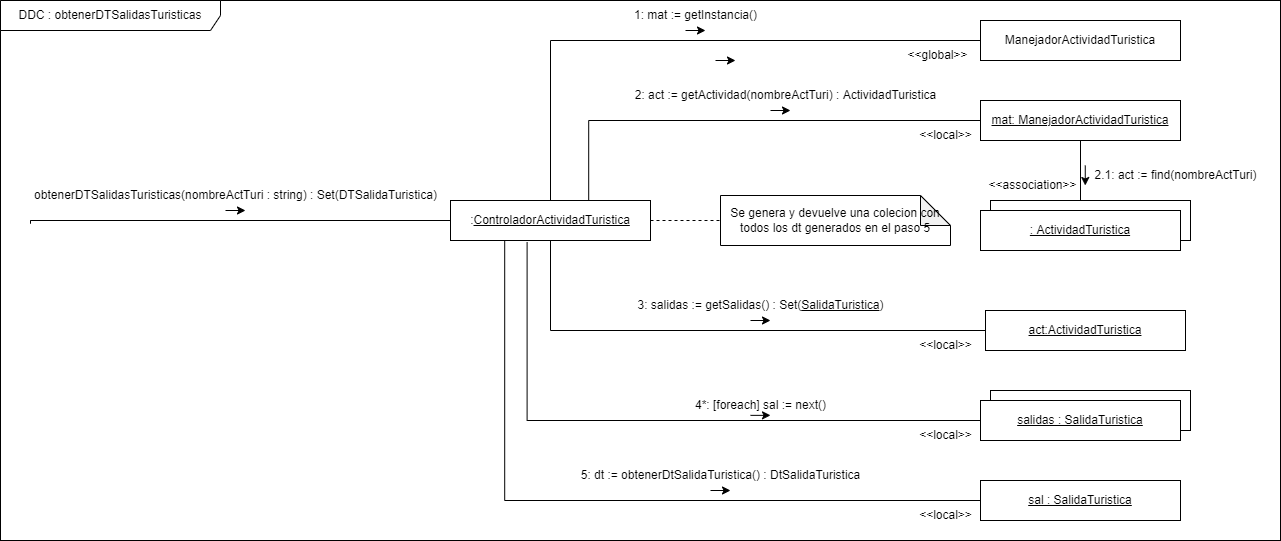 DDC : obtenerDTSalidasTuristicas
1: mat := getInstancia()
ManejadorActividadTuristica
<<global>>
2: act := getActividad(nombreActTuri) : ActividadTuristica
mat: ManejadorActividadTuristica
<<local>>
2.1: act := find(nombreActTuri)
<<association>>
obtenerDTSalidasTuristicas(nombreActTuri : string) : Set(DTSalidaTuristica)
:ControladorActividadTuristica
Se genera y devuelve una colecion con
todos los dt generados en el paso 5
: ActividadTuristica
3: salidas := getSalidas() : Set(SalidaTuristica)
act:ActividadTuristica
<<local>>
4*: [foreach] sal := next()
salidas : SalidaTuristica
<<local>>
5: dt := obtenerDtSalidaTuristica() : DtSalidaTuristica
sal : SalidaTuristica
<<local>>